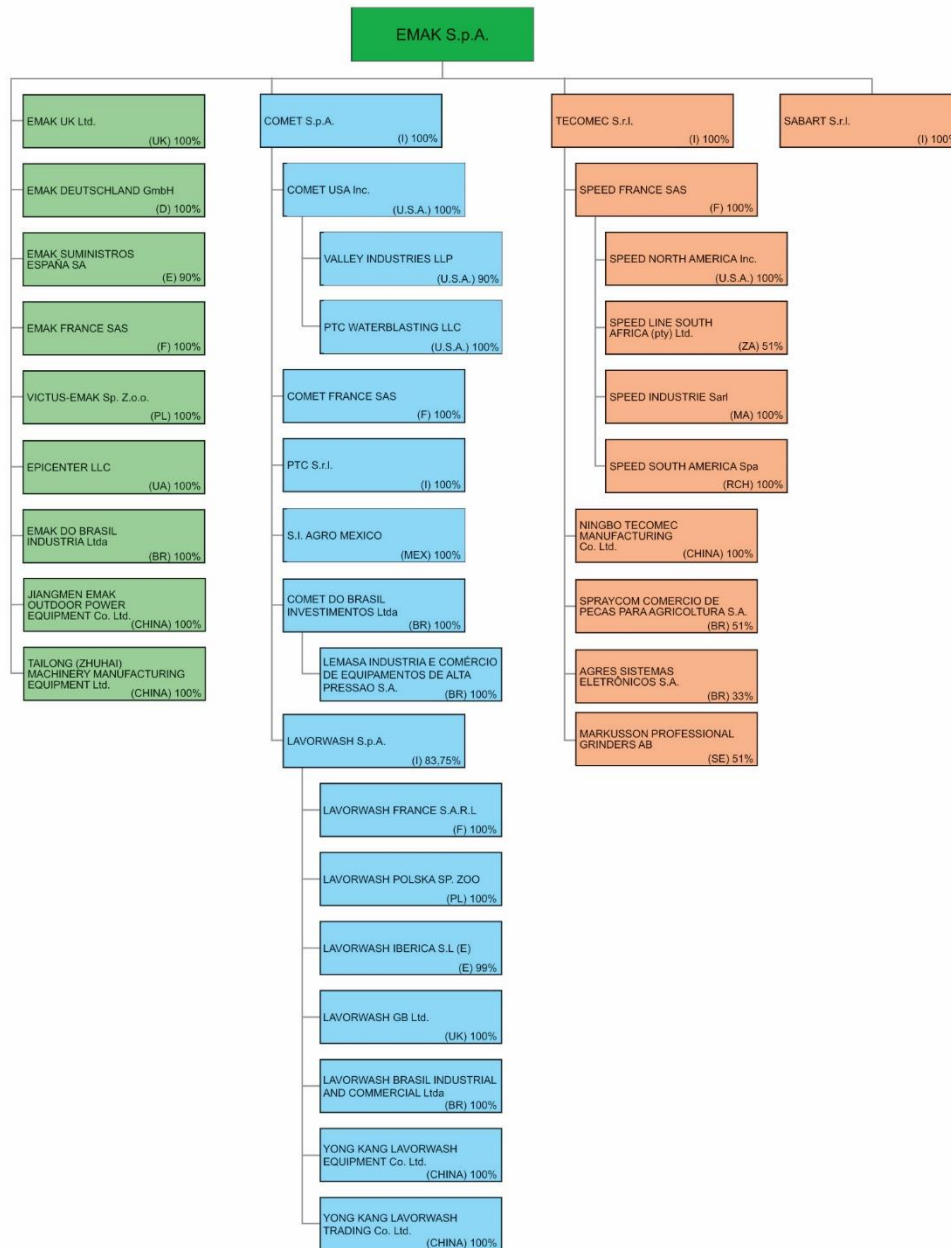 EMAK S.p.A.
EMAK UK Ltd.
(UK) 100%
EMAK DEUTSCHLAND GmbH
(D) 100%
EMAK SUMINISTROS
ESPAÑA SA
(E) 90%
EMAK FRANCE SAS
(F) 100%
VICTUS-EMAK Sp. Z.o.o.
(PL) 100%
EPICENTER LLC
(UA) 100%
EMAK DO BRASIL
INDUSTRIA Ltda
(BR) 100%
JIANGMEN EMAK
OUTDOOR POWER
EQUIPMENT Co. Ltd.
(CHINA) 100%
TAILONG (ZHUHAI)
MACHINERY MANUFACTURING
EQUIPMENT Ltd.
(CHINA) 100%
COMET S.p.A.
(I) 100%
COMET USA Inc.
(U.S.A.) 100%
VALLEY INDUSTRIES LLP
(U.S.A.) 90%
PTC WATERBLASTING LLC
(U.S.A.) 100%
COMET FRANCE SAS
(F) 100%
PTC S.r.l.
(I) 100%
S.I. AGRO MEXICO
(MEX) 100%
COMET DO BRASIL
INVESTIMENTOS Ltda
(BR) 100%
LEMASA INDUSTRIA E COMÉRCIO
DE EQUIPAMENTOS DE ALTA
PRESSAO S.A.
(BR) 100%
LAVORWASH S.p.A.
(I) 83,75%
LAVORWASH FRANCE S.A.R.L
(F) 100%
LAVORWASH POLSKA SP. ZOO
(PL) 100%
LAVORWASH IBERICA S.L (E)
(E) 99%
LAVORWASH GB Ltd.
(UK) 100%
LAVORWASH BRASIL INDUSTRIAL
AND COMMERCIAL Ltda
(BR) 100%
YONG KANG LAVORWASH
EQUIPMENT Co. Ltd.
(CHINA) 100%
YONG KANG LAVORWASH
TRADING Co. Ltd.
(CHINA) 100%
TECOMEC S.r.l.
(I) 100%
SPEED FRANCE SAS
(F) 100%
SPEED NORTH AMERICA Inc.
(U.S.A.) 100%
SPEED LINE SOUTH
AFRICA (pty) Ltd.
(ZA) 51%
SPEED INDUSTRIE Sarl
(MA) 100%
SPEED SOUTH AMERICA Spa
(RCH) 100%
NINGBO TECOMEC
MANUFACTURING
Co. Ltd.
(CHINA) 100%
SPRAYCOM COMERCIO DE
PECAS PARA AGRICOLTURA S.A.
(BR) 51%
AGRES SISTEMAS
ELETRÔNICOS S.A.
(BR) 33%
MARKUSSON PROFESSIONAL
GRINDERS AB
(SE) 51%
SABART S.r.l.
(I) 100%